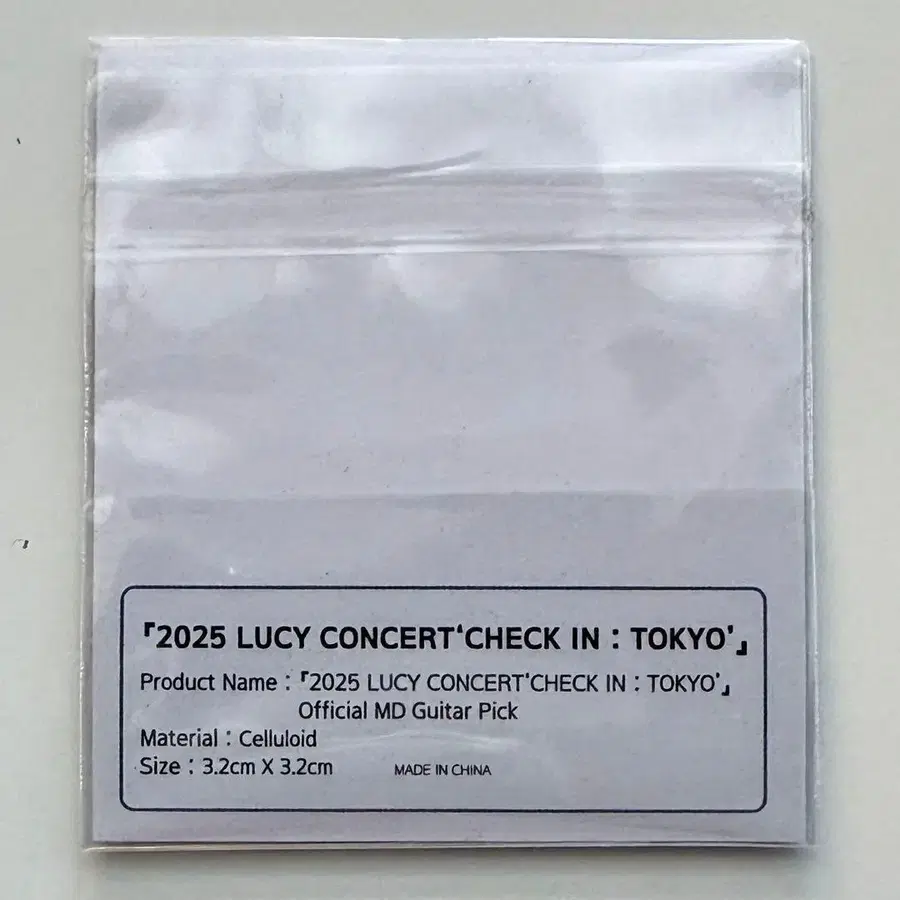 「2025 LUCY CONCERT‘CHECK IN : TOKYO’」
Product Name : 「2025 LUCY CONCERT'CHECK IN : TOKYO'」
Official MD Guitar Pick
Material : Celluloid
Size : 3.2cm X 3.2cm MADE IN CHINA